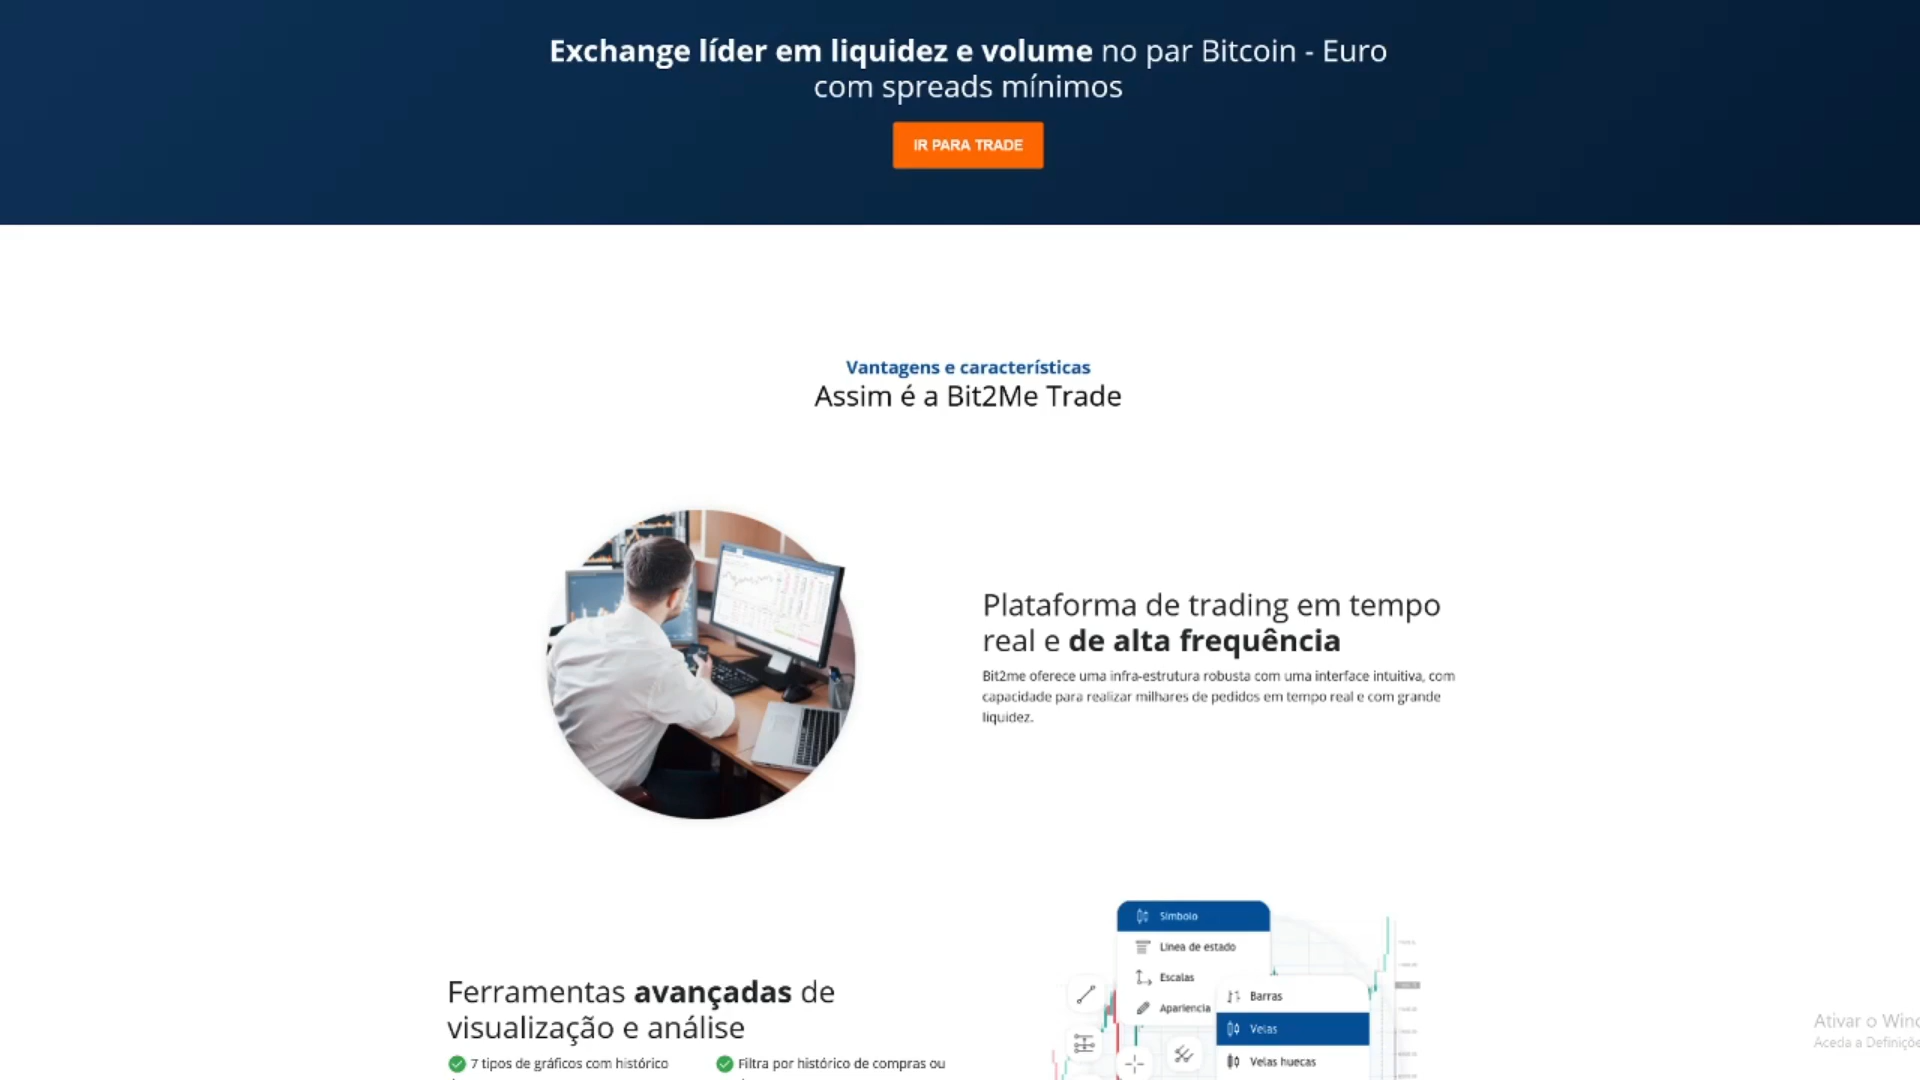 Exchange líder em liquidez e volume no par Bitcoin - Euro
com spreads mínimos
IR PARA TRADE
Vantagens e características
Assim é a Bit2Me Trade
Plataforma de trading em tempo
real e de alta frequência
Bit2me oferece uma infra-estrutura robusta com uma interface intuitiva, com
capacidade para realizar milhares de pedidos em tempo real e com grande
liquidez.
Ferramentas avançadas de
visualização e análise
7 tipos de gráficos com histórico
Filtra por histórico de compras ou
Símbolo
Línea de estado
Escalas
Apariencia
Barras
Velas
Velas huecas
Ativar o Wind
Aceda a Definiçõe